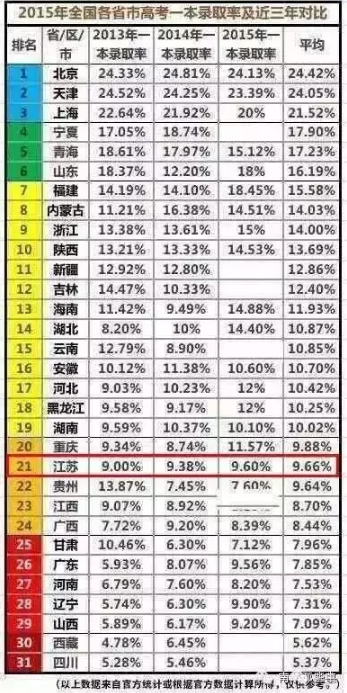 2015年全国各省市高考一本录取率及近三年对比
排名 省/区/市 2013年一本录取率 2014年一本录取率 2015年一本录取率 平均
1 北京 24.33% 24.81% 24.13% 24.42%
2 天津 24.52% 24.25% 23.39% 24.05%
3 上海 22.64% 21.92% 20% 21.52%
4 宁夏 17.05% 18.74% 17.90%
5 青海 18.61% 17.97% 15.12% 17.23%
6 山东 18.37% 12.20% 18% 16.19%
7 福建 14.19% 14.10% 18.45% 15.58%
8 内蒙古 11.21% 16.38% 14.51% 14.03%
9 浙江 13.38% 13.61% 15% 14.00%
10 陕西 13.21% 13.33% 14.53% 13.69%
11 新疆 12.92% 12.80% 12.86%
12 吉林 14.47% 10.33% 12.40%
13 海南 11.42% 9.49% 14.88% 11.93%
14 湖北 8.20% 10% 14.40% 10.87%
15 云南 12.79% 8.90% 10.85%
16 安徽 10.12% 11.38% 10.60% 10.70%
17 河北 9.03% 10.23% 12% 10.42%
18 黑龙江 9.58% 9.17% 12% 10.25%
19 湖南 9.59% 10.37% 10.10% 10.02%
20 重庆 9.34% 8.74% 11.57% 9.88%
21 江苏 9.00% 9.38% 9.60% 9.66%
22 贵州 13.87% 7.45% 7.60% 9.64%
23 江西 9.07% 8.92% 8.70%
24 广西 7.72% 9.20% 8.39% 8.44%
25 甘肃 10.46% 6.30% 7.12% 7.96%
26 广东 5.93% 8.07% 9.56% 7.85%
27 河南 6.79% 7.60% 8.20% 7.53%
28 辽宁 5.74% 6.30% 9.90% 7.31%
29 山西 5.89% 6.17% 9.20% 7.09%
30 西藏 4.78% 6.45% 5.62%
31 四川 5.28% 5.46% 5.37%
(以上数据来自官方统计或根据官方数据计算所得，仅供参考。)